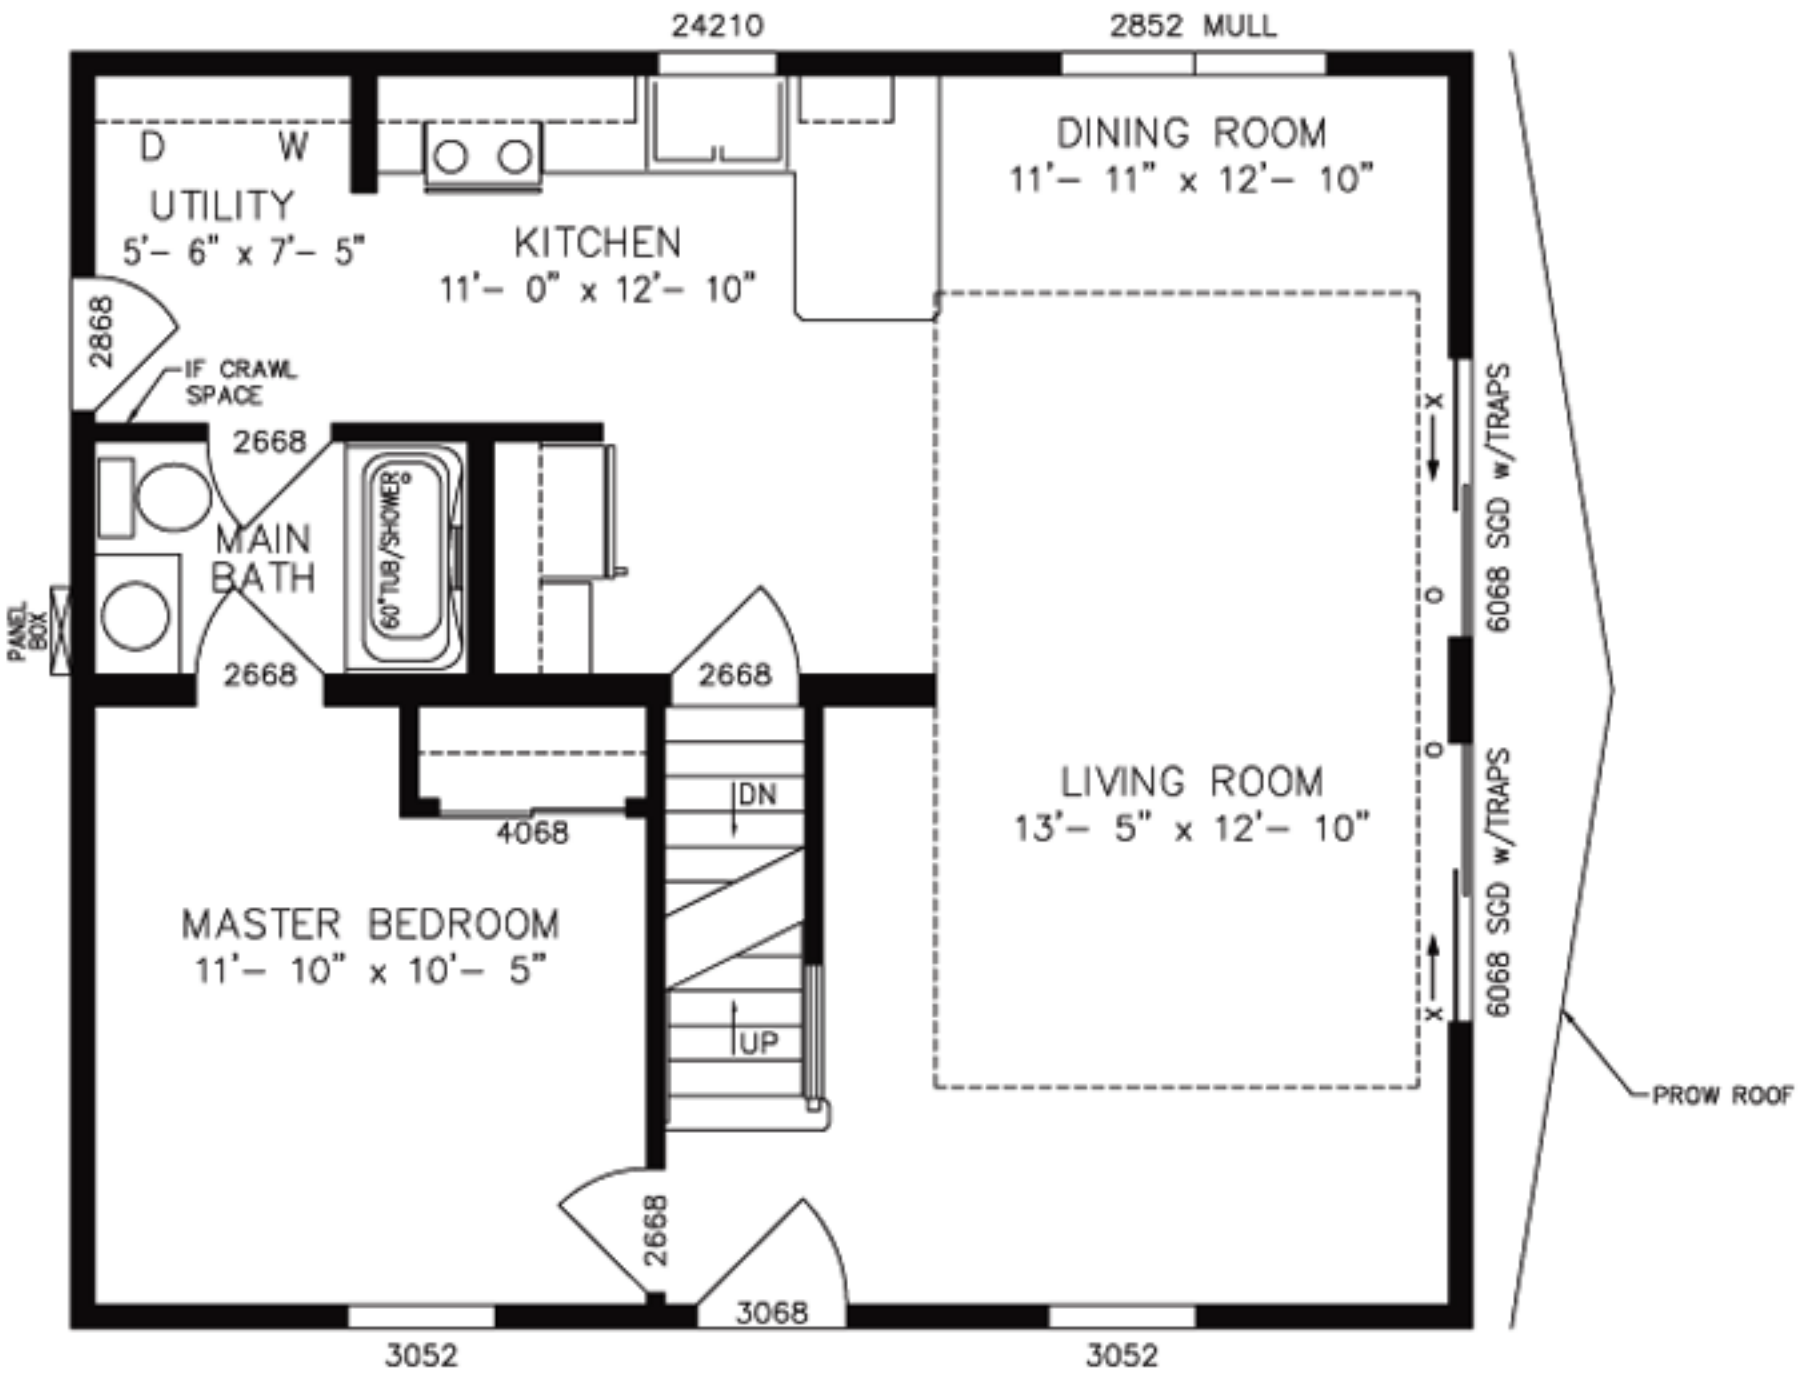 24210
2852 MULL
D
W
UTILITY
5'- 6" x 7'- 5"
KITCHEN
11'- 0" x 12'- 10"
DINING ROOM
11'- 11" x 12'- 10"
2868
IF CRAWL
SPACE
2668
MAIN
BATH
60"TUB/SHOWER
PANEL
BOX
2668
2668
X
O
6068 SGD w/TRAPS
O
X
6068 SGD w/TRAPS
4068
DN
LIVING ROOM
13'- 5" x 12'- 10"
MASTER BEDROOM
11'- 10" x 10'- 5"
UP
PROW ROOF
2668
3068
3052
3052